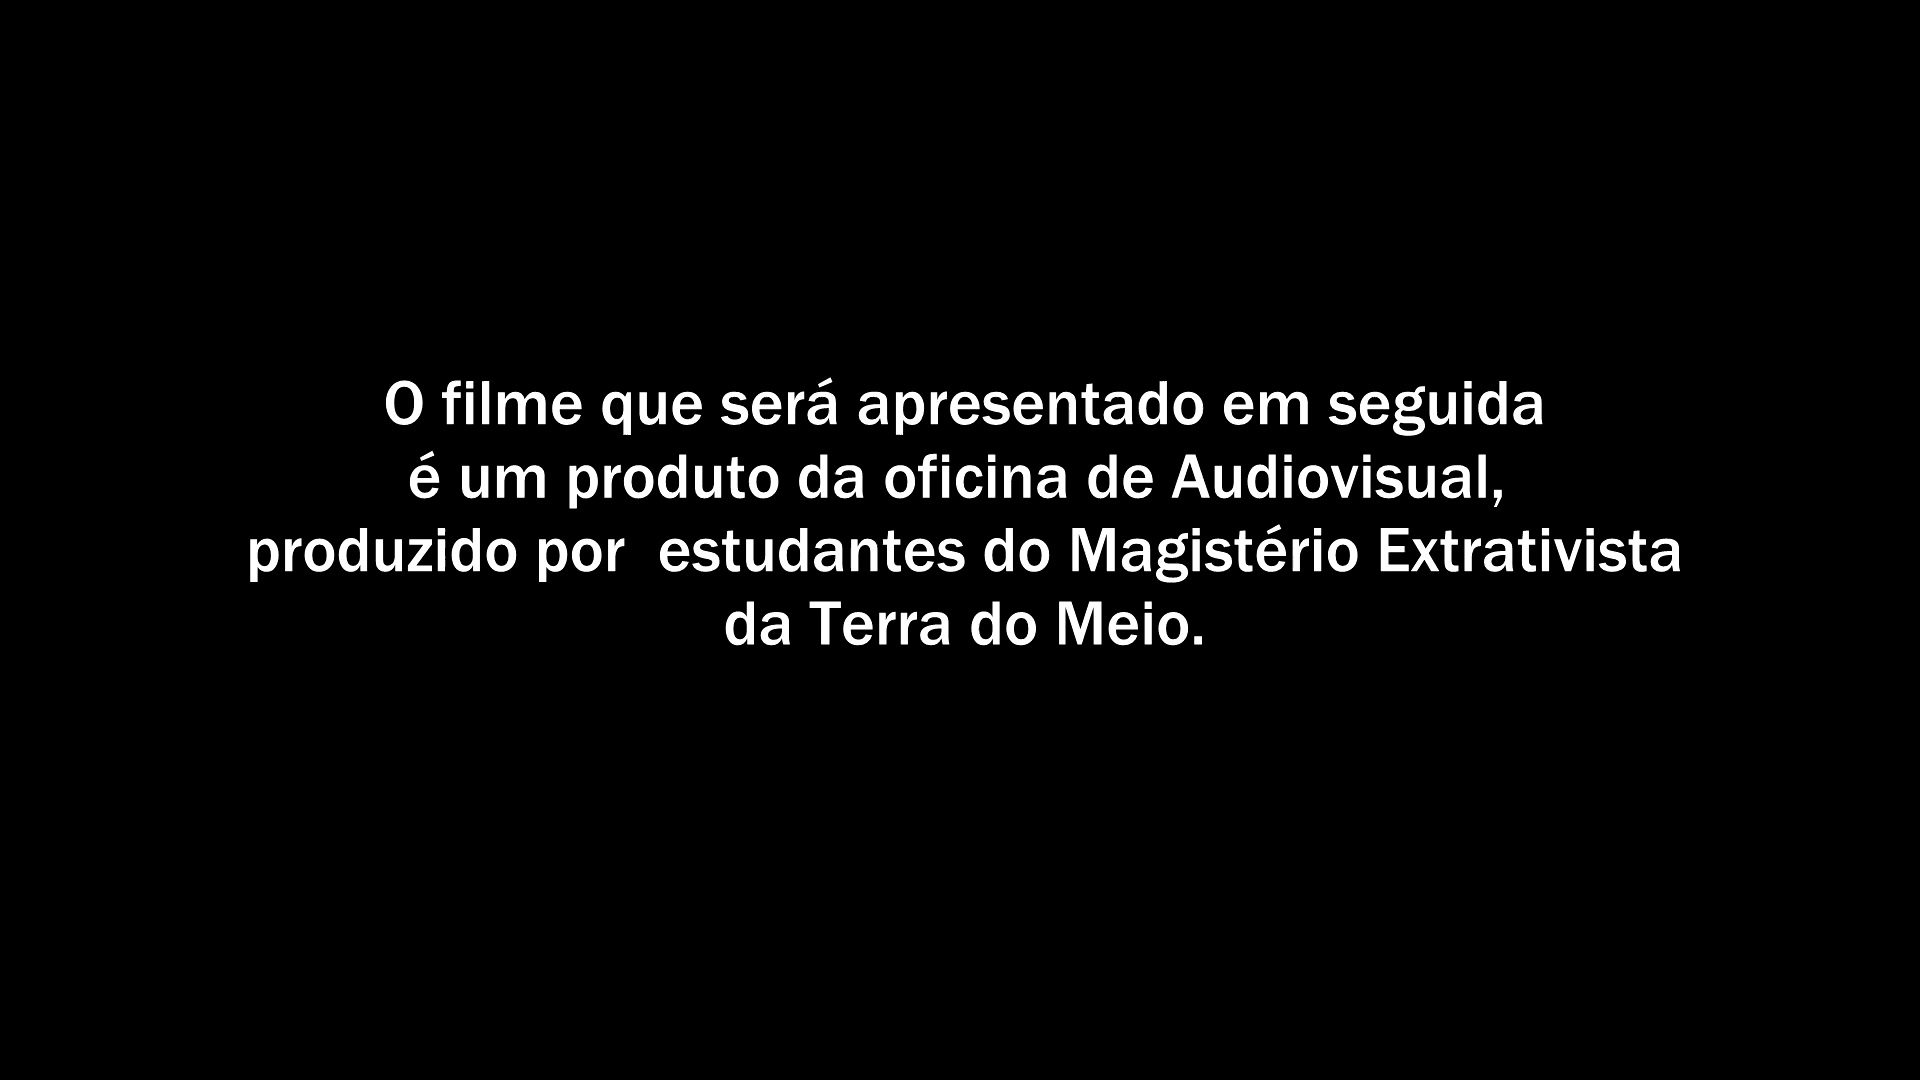 O filme que será apresentado em seguida
é um produto da oficina de Audiovisual,
produzido por  estudantes do Magistério Extrativista
da Terra do Meio.